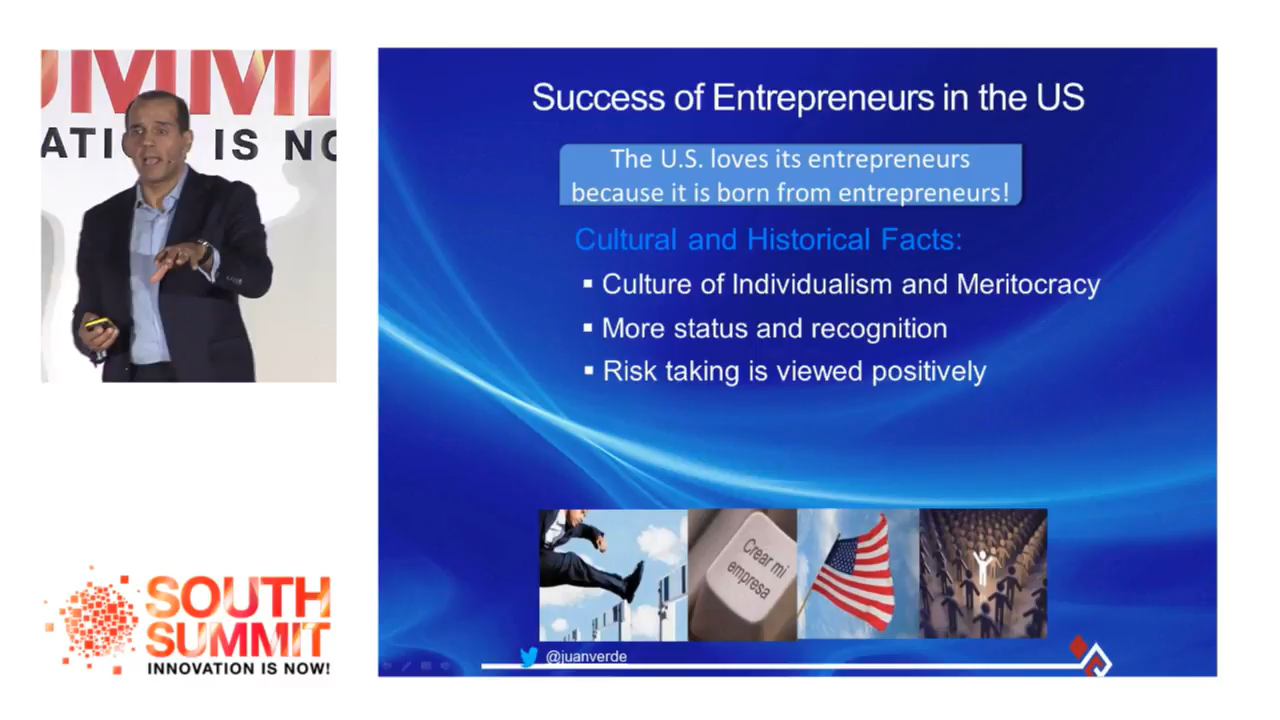 UMMI
ATI IS NO
SOUTH
SUMMIT
INNOVATION IS NOW!
Success of Entrepreneurs in the US
The U.S. loves its entrepreneurs
because it is born from entrepreneurs!
Cultural and Historical Facts:
▪ Culture of Individualism and Meritocracy
▪ More status and recognition
▪ Risk taking is viewed positively
Crear mi
empresa
@juanverde